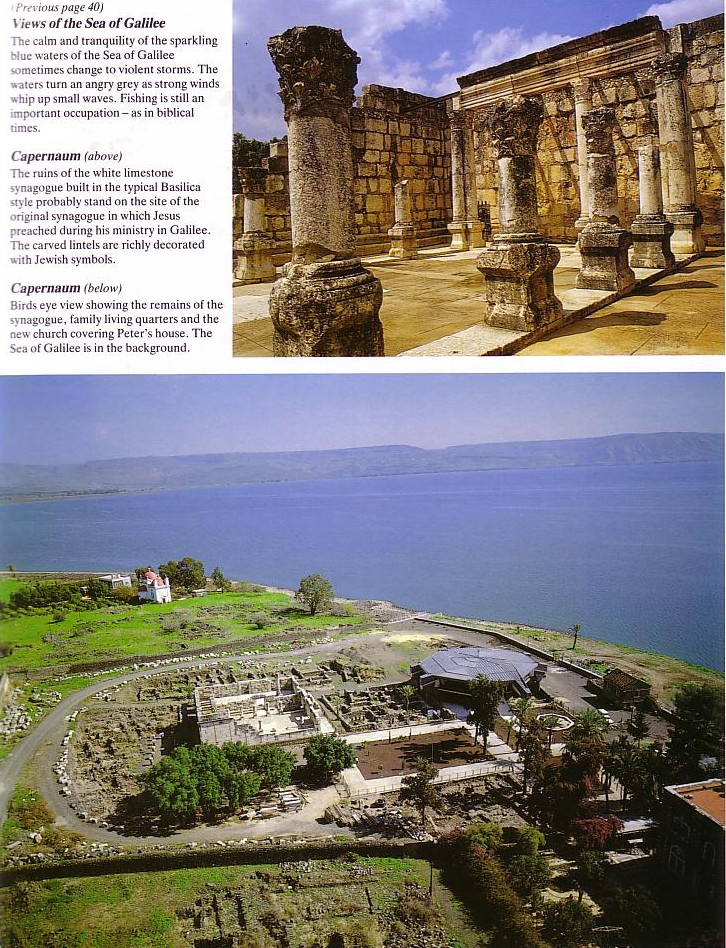 (Previous page 40)
Views of the Sea of Galilee
The calm and tranquility of the sparkling
blue waters of the Sea of Galilee
sometimes change to violent storms. The
waters turn an angry grey as strong winds
whip up small waves. Fishing is still an
important occupation – as in biblical
times.
Capernaum (above)
The ruins of the white limestone
synagogue built in the typical Basilica
style probably stand on the site of the
original synagogue in which Jesus
preached during his ministry in Galilee.
The carved lintels are richly decorated
with Jewish symbols.
Capernaum (below)
Birds eye view showing the remains of the
synagogue, family living quarters and the
new church covering Peter's house. The
Sea of Galilee is in the background.